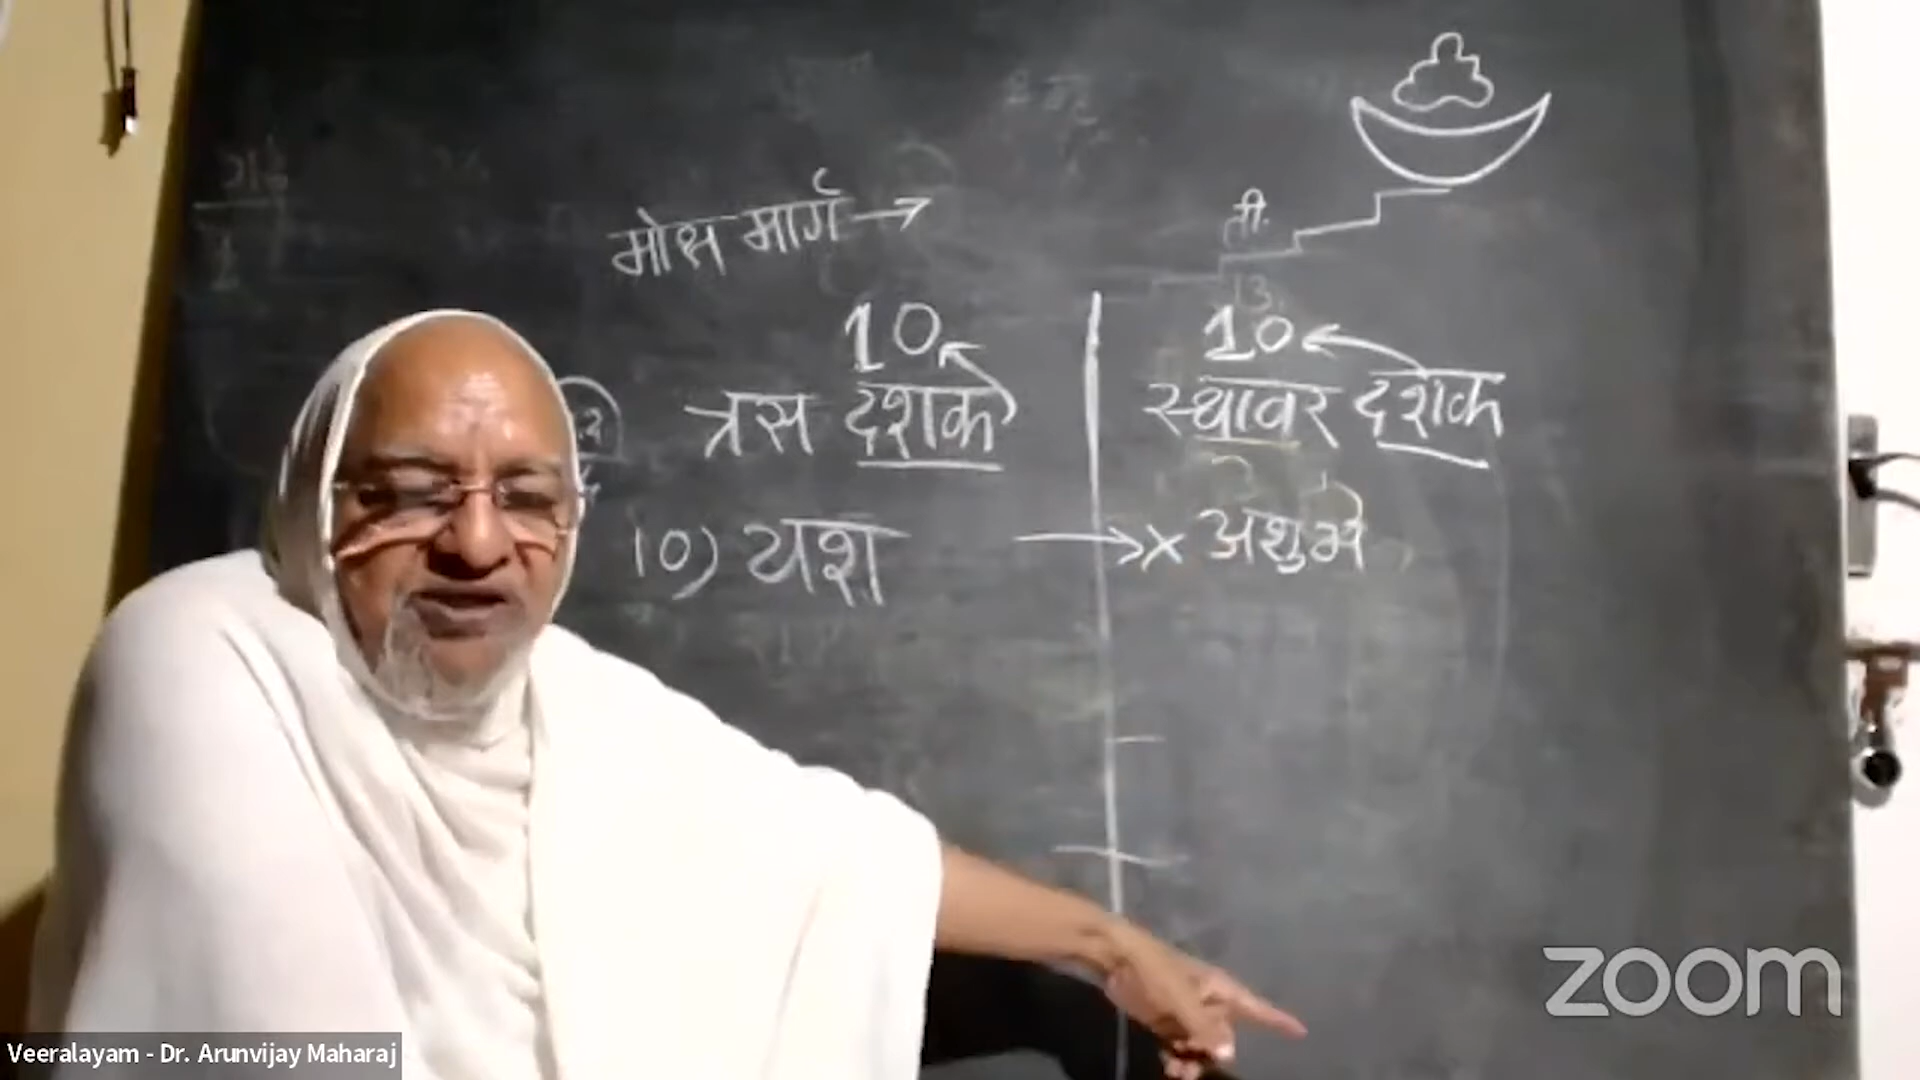 मोक्ष मार्ग →
ती.
13.
10
10
त्रस दशक
स्थावर दशक
10) यश → x अशुभ
zoom
Veeralayam - Dr. Arunvijay Maharaj